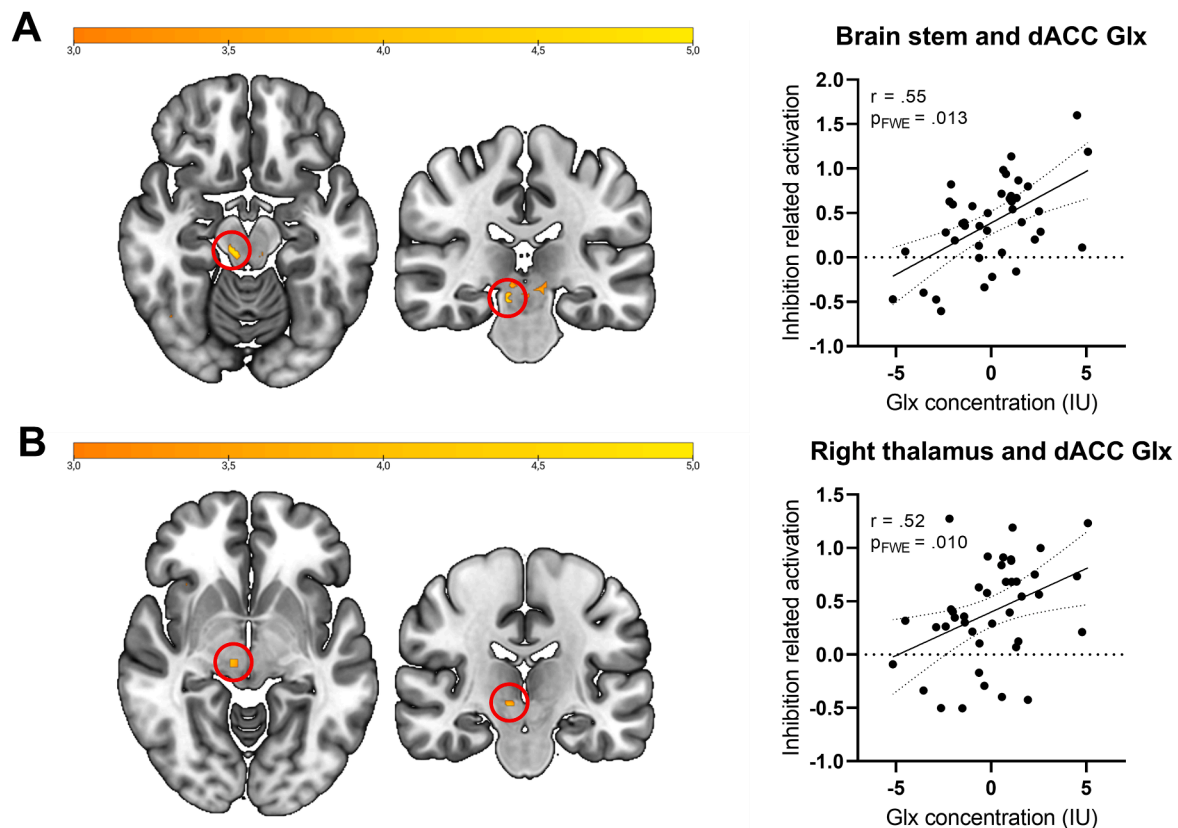 A
3,0 3,5 4,0 4,5 5,0
Brain stem and dACC Glx
r = .55
pFWE = .013
Inhibition related activation
2.0
1.5
1.0
0.5
0.0
-0.5
-1.0
-5 0 5
Glx concentration (IU)
B
3,0 3,5 4,0 4,5 5,0
Right thalamus and dACC Glx
r = .52
pFWE = .010
Inhibition related activation
1.5
1.0
0.5
0.0
-0.5
-1.0
-5 0 5
Glx concentration (IU)